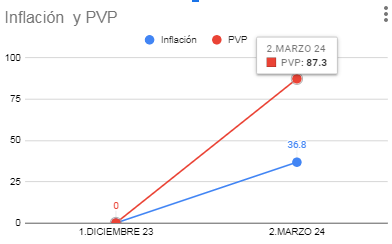 Inflación y PVP
Inflación PVP
100
2.MARZO 24
PVP: 87.3
75
50
36.8
25
0
0
1.DICIEMBRE 23 2.MARZO 24